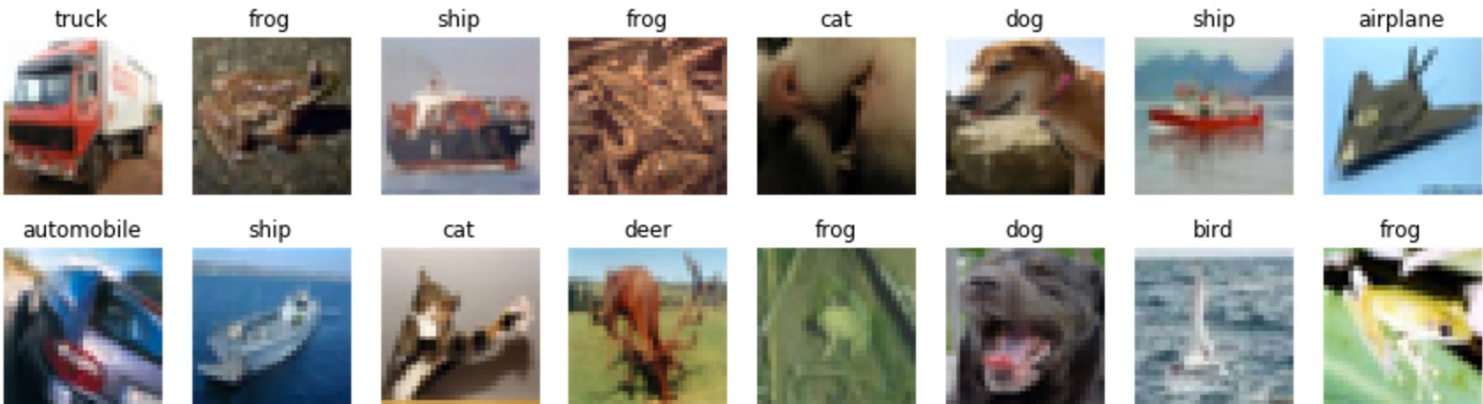 truck frog ship frog cat dog ship airplane
automobile ship cat deer frog dog bird frog